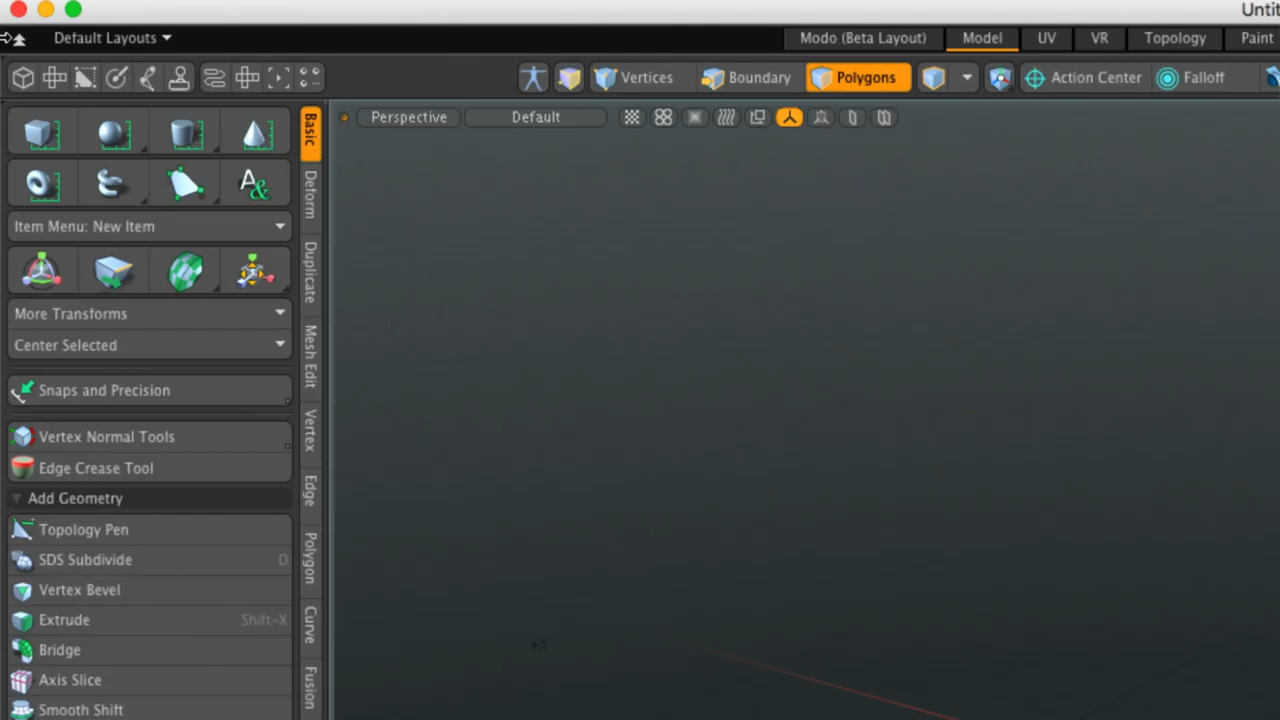 Untit
Default Layouts
Modo (Beta Layout) Model UV VR Topology Paint
Vertices Boundary Polygons Action Center Falloff
Perspective Default
Basic
Deform
Duplicate
Mesh Edit
Vertex
Edge
Polygon
Curve
Fusion
A&
Item Menu: New Item
More Transforms
Center Selected
Snaps and Precision
Vertex Normal Tools
Edge Crease Tool
Add Geometry
Topology Pen
SDS Subdivide D
Vertex Bevel
Extrude Shift-X
Bridge
Axis Slice
Smooth Shift
+X